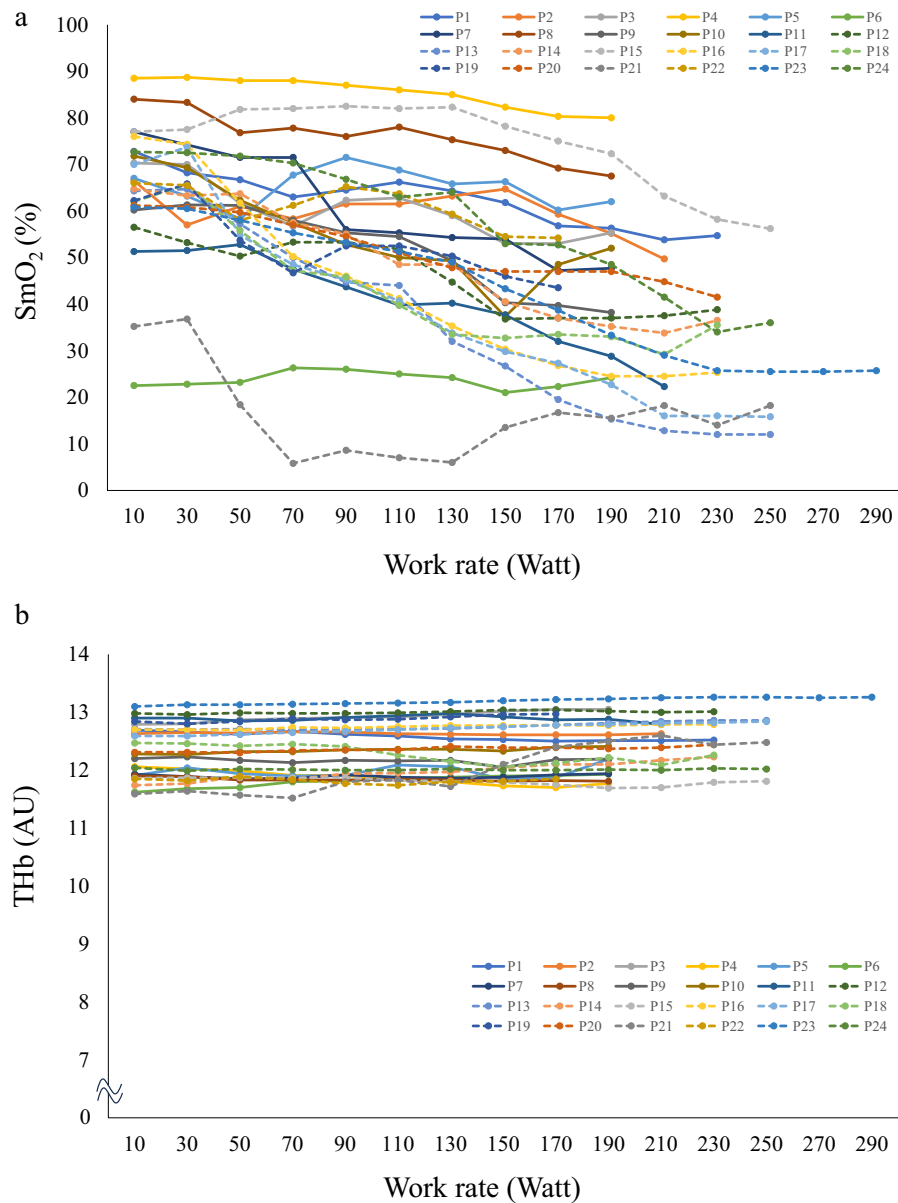 a
100
90
80
70
60
50
40
30
20
10
0
SmO2 (%)
P1 P2 P3 P4 P5 P6
P7 P8 P9 P10 P11 P12
P13 P14 P15 P16 P17 P18
P19 P20 P21 P22 P23 P24
10 30 50 70 90 110 130 150 170 190 210 230 250 270 290
Work rate (Watt)
b
14
13
12
11
10
9
8
7
0
THb (AU)
P1 P2 P3 P4 P5 P6
P7 P8 P9 P10 P11 P12
P13 P14 P15 P16 P17 P18
P19 P20 P21 P22 P23 P24
10 30 50 70 90 110 130 150 170 190 210 230 250 270 290
Work rate (Watt)